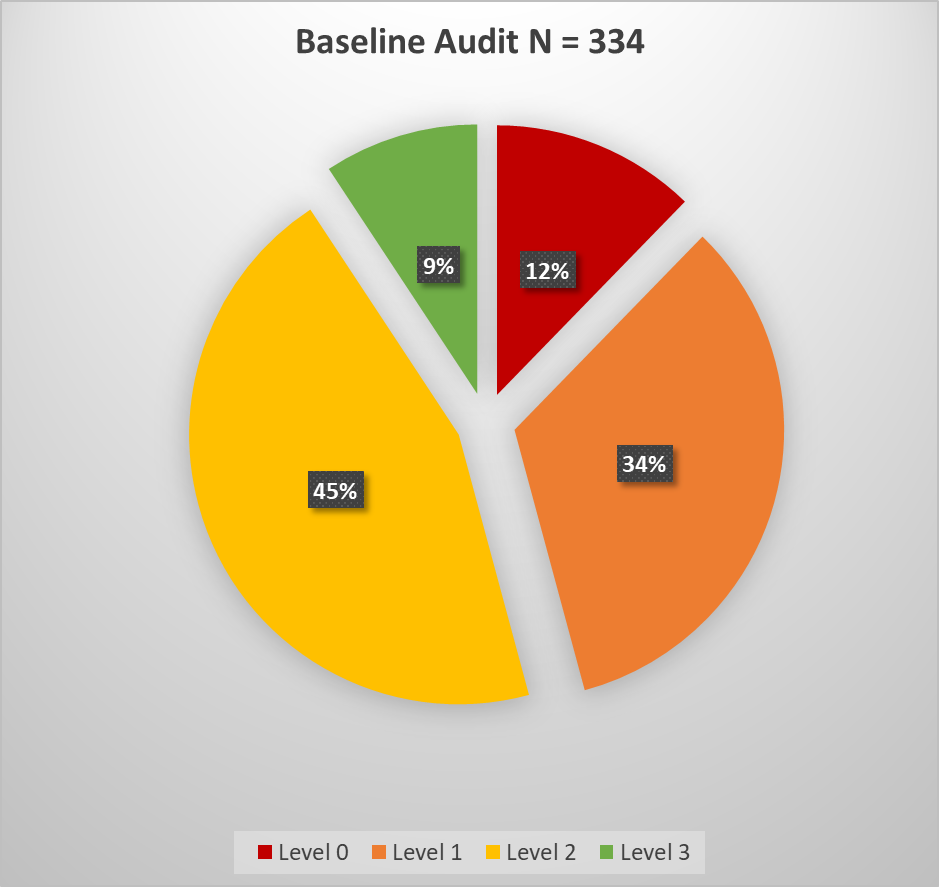 Baseline Audit N = 334
9%
12%
34%
45%
Level 0
Level 1
Level 2
Level 3